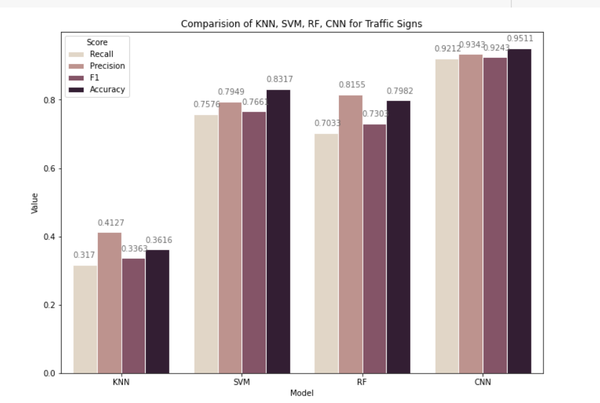 Comparision of KNN, SVM, RF, CNN for Traffic Signs
Score
Recall
Precision
F1
Accuracy
Value
0.8
0.6
0.4
0.2
0.0
0.317
0.4127
0.3363
0.3616
0.7576
0.7949
0.7661
0.8317
0.7033
0.8155
0.7303
0.7982
0.9212
0.9343
0.9243
0.9511
KNN
SVM
RF
CNN
Model